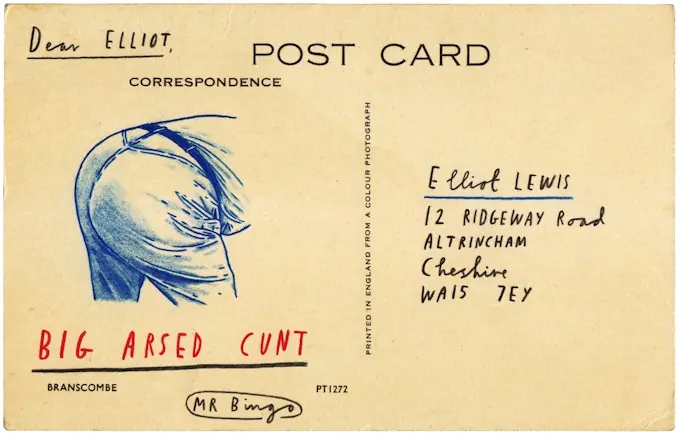 Dear ELLIOT,
POST CARD
CORRESPONDENCE
PRINTED IN ENGLAND FROM A COLOUR PHOTOGRAPH
Elliot LEWIS
12 RIDGEWAY Road
ALTRINCHAM
Cheshire
WA15 7EY
BIG ARSED CUNT
BRANSCOMBE
PT1272
MR Bingo